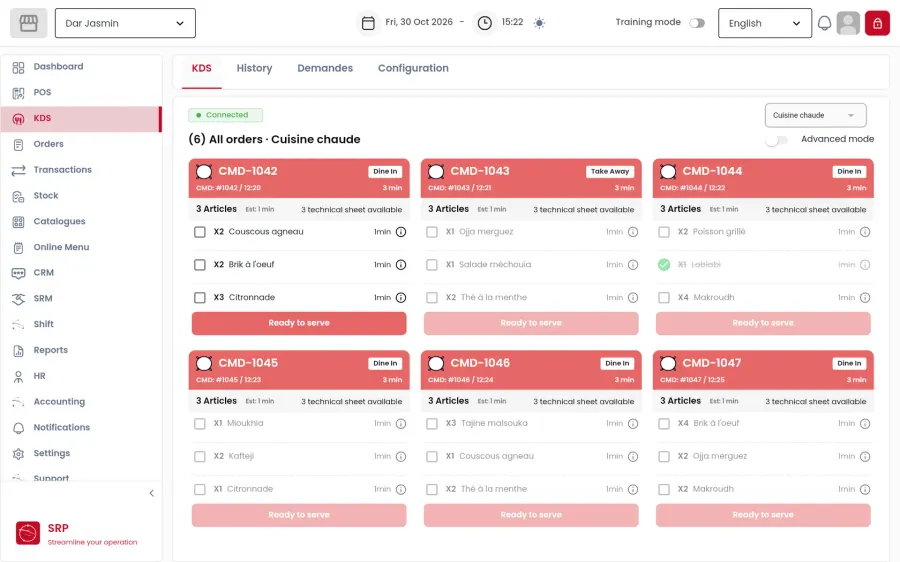 Dar Jasmin
Fri, 30 Oct 2026 - 15:22
Training mode
English
Dashboard
POS
KDS
Orders
Transactions
Stock
Catalogues
Online Menu
CRM
SRM
Shift
Reports
HR
Accounting
Notifications
Settings
Support
SRP
Streamline your operation
KDS History Demandes Configuration
Connected
Cuisine chaude
(6) All orders · Cuisine chaude
Advanced mode
CMD-1042 Dine In
CMD: #1042 / 12:20 3 min
3 Articles Est: 1 min 3 technical sheet available
X2 Couscous agneau 1min
X2 Brik à l'oeuf 1min
X3 Citronnade 1min
Ready to serve
CMD-1043 Take Away
CMD: #1043 / 12:21 3 min
3 Articles Est: 1 min 3 technical sheet available
X1 Ojja merguez 1min
X1 Salade méchouia 1min
X2 Thé à la menthe 1min
Ready to serve
CMD-1044 Dine In
CMD: #1044 / 12:22 3 min
3 Articles Est: 1 min 3 technical sheet available
X2 Poisson grillé 1min
X1 Lablabi 1min
X4 Makroudh 1min
Ready to serve
CMD-1045 Dine In
CMD: #1045 / 12:23 3 min
3 Articles Est: 1 min 3 technical sheet available
X1 Mloukhia 1min
X2 Kafteji 1min
X1 Citronnade 1min
Ready to serve
CMD-1046 Dine In
CMD: #1046 / 12:24 3 min
3 Articles Est: 1 min 3 technical sheet available
X3 Tajine malsouka 1min
X1 Couscous agneau 1min
X2 Thé à la menthe 1min
Ready to serve
CMD-1047 Dine In
CMD: #1047 / 12:25 3 min
3 Articles Est: 1 min 3 technical sheet available
X4 Brik à l'oeuf 1min
X2 Ojja merguez 1min
X2 Makroudh 1min
Ready to serve